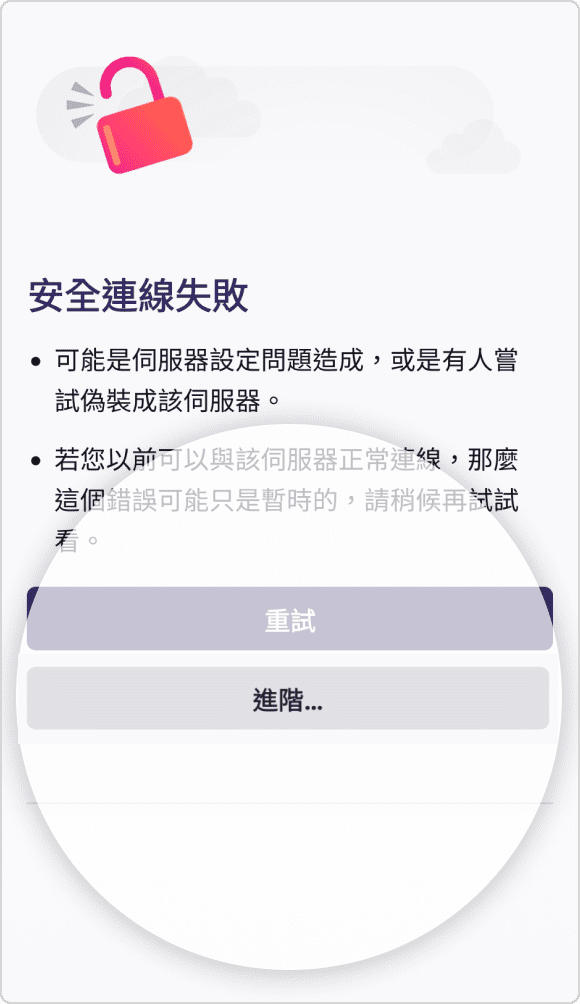 安全連線失敗
• 可能是伺服器設定問題造成，或是有人嘗
試偽裝成該伺服器。
• 若您以前可以與該伺服器正常連線，那麼
這個錯誤可能只是暫時的，請稍候再試試
看。
重試
進階...